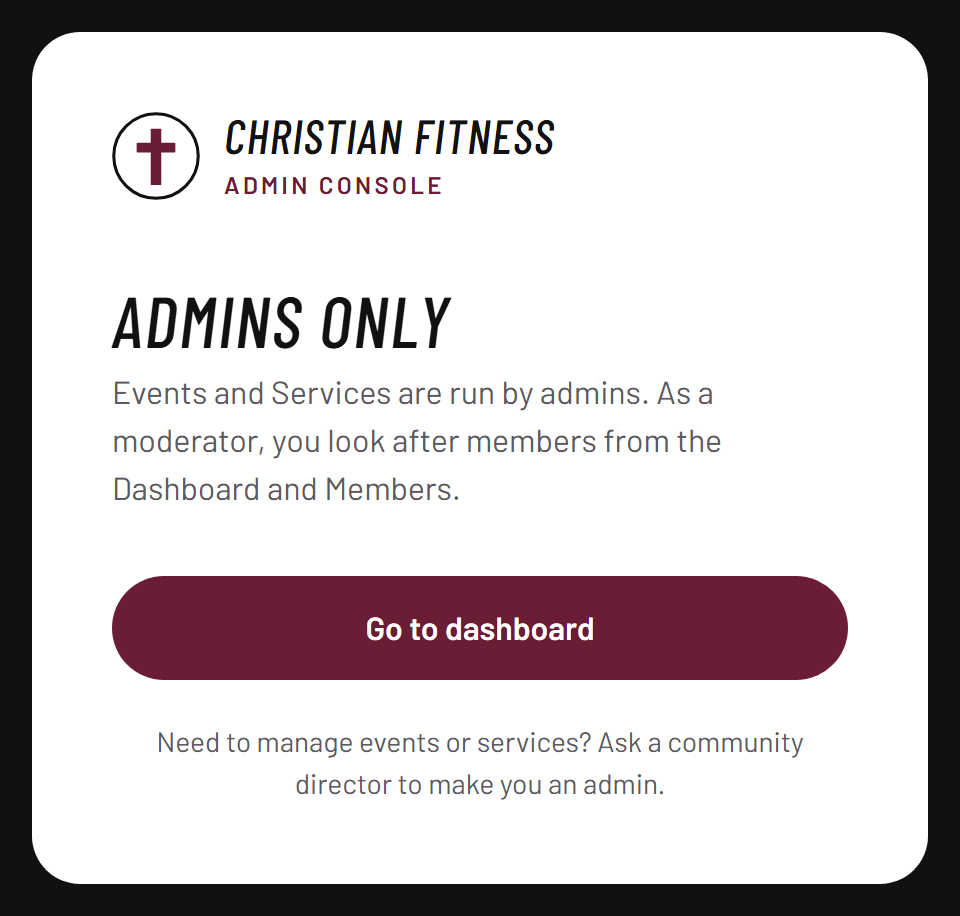 CHRISTIAN FITNESS
ADMIN CONSOLE
ADMINS ONLY
Events and Services are run by admins. As a
moderator, you look after members from the
Dashboard and Members.
Go to dashboard
Need to manage events or services? Ask a community
director to make you an admin.